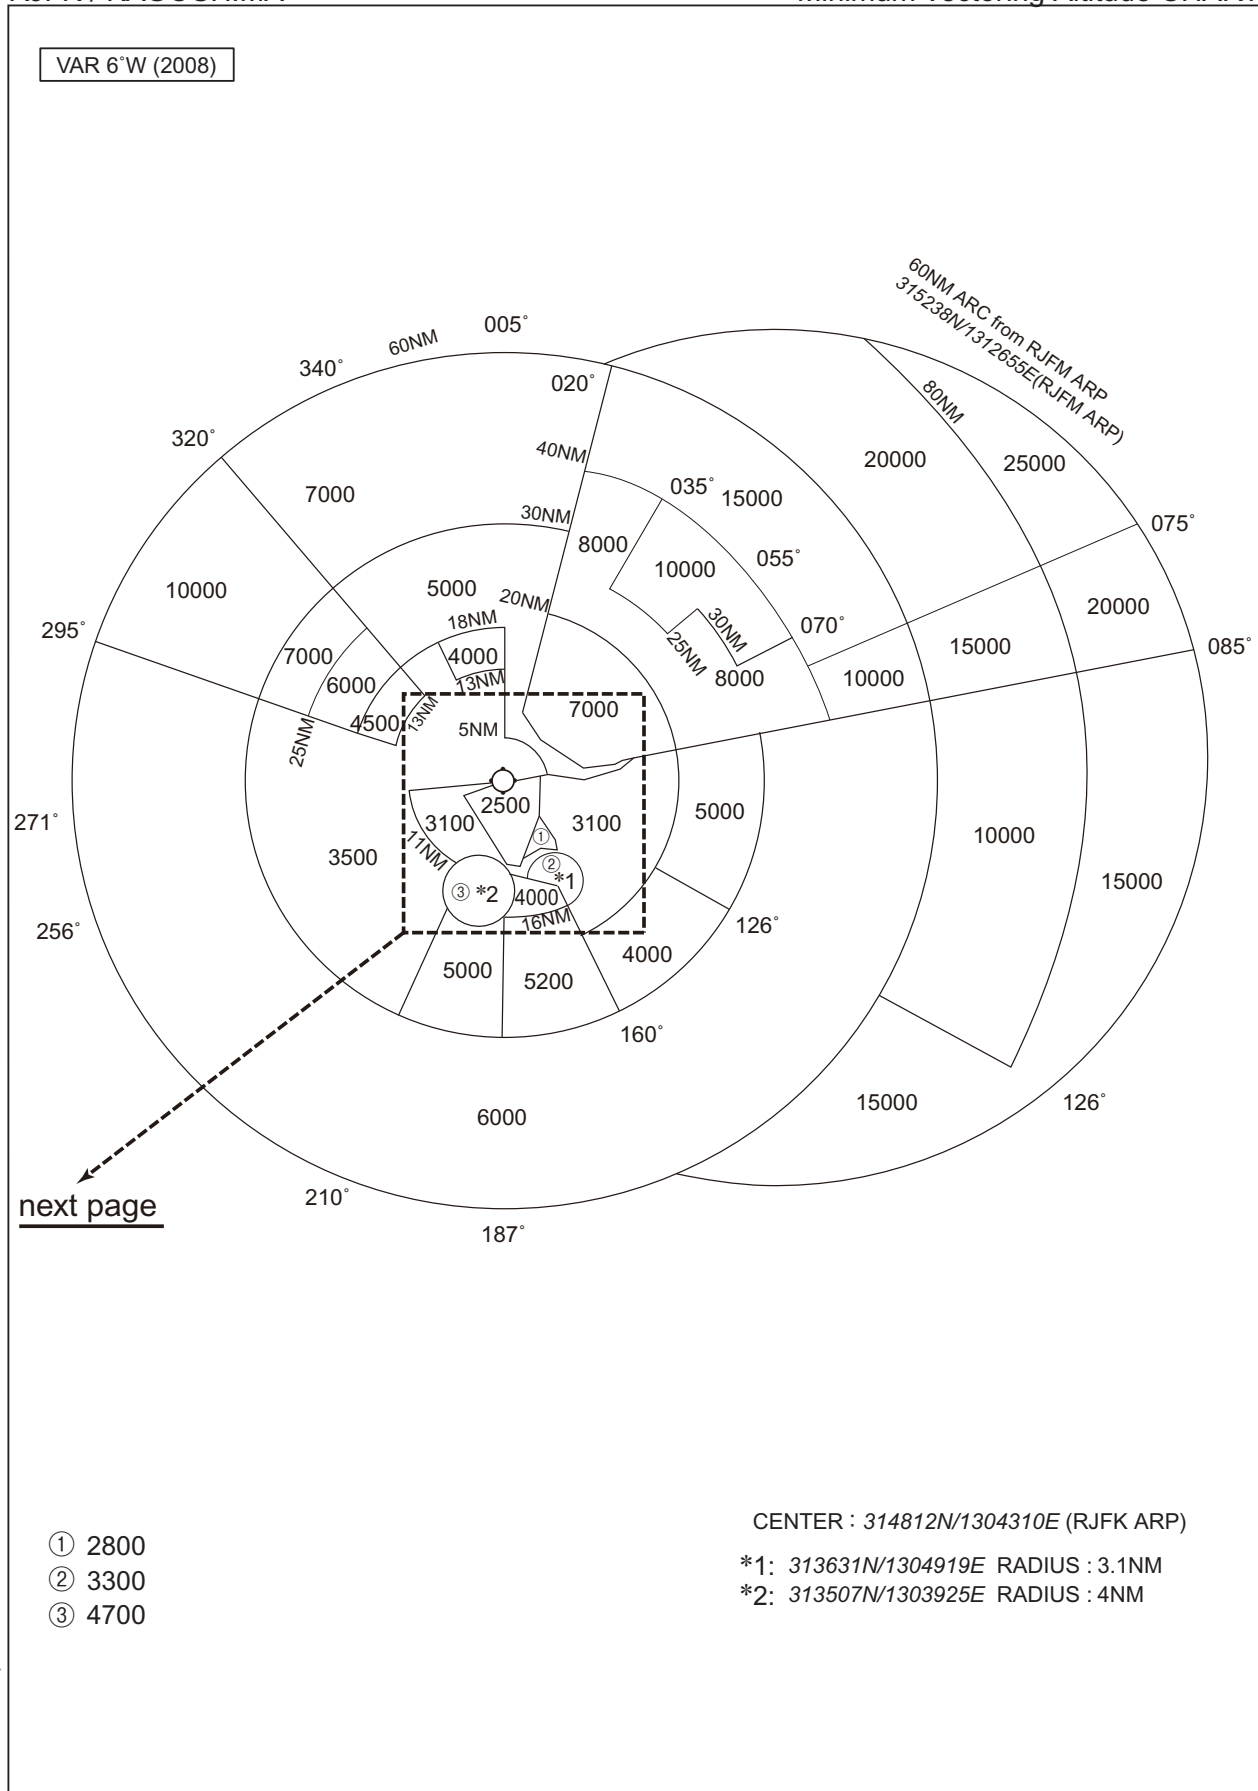 VAR 6˚W (2008)
60NM ARC from RJFM ARP
315238N/1312655E(RJFM ARP)
005˚
60NM
340˚
020˚
80NM
320˚
40NM
20000
25000
7000
035˚
15000
30NM
075˚
8000
055˚
10000
10000
5000
20NM
20000
18NM
30NM
295˚
070˚
15000
085˚
7000
4000
25NM
6000
13NM
8000
10000
4500
13NM
7000
25NM
5NM
2500
5000
271˚
3100
①
3100
10000
11NM
3500
②
*1
③ *2
4000
15000
256˚
16NM
126˚
4000
5000
5200
160˚
15000
126˚
6000
next page
210˚
187˚
① 2800
② 3300
③ 4700
CENTER : 314812N/1304310E (RJFK ARP)
*1: 313631N/1304919E RADIUS : 3.1NM
*2: 313507N/1303925E RADIUS : 4NM